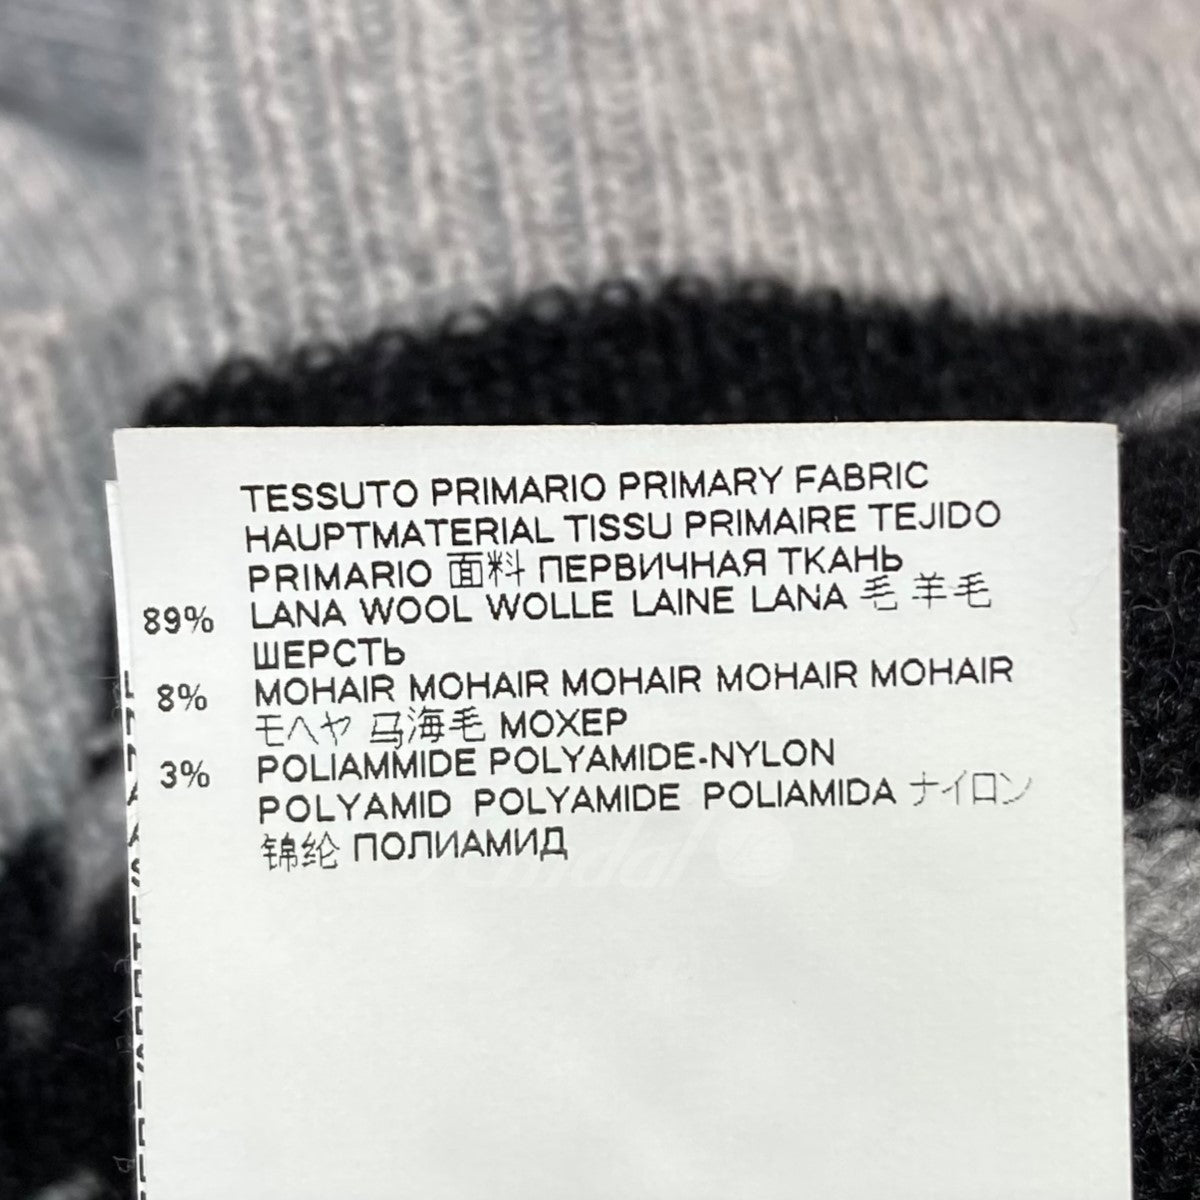 TESSUTO PRIMARIO PRIMARY FABRIC
HAUPTMATERIAL TISSU PRIMAIRE TEJIDO
PRIMARIO 面料 ПЕРВИЧНАЯ ТКАНЬ
89% LANA WOOL WOLLE LAINE LANA 毛 羊毛
ШЕРСТЬ
8% MOHAIR MOHAIR MOHAIR MOHAIR MOHAIR
モヘヤ 马海毛 МОХЕР
3% POLIAMMIDE POLYAMIDE-NYLON
POLYAMID POLYAMIDE POLIAMIDA ナイロン
锦纶 ПОЛИАМИД